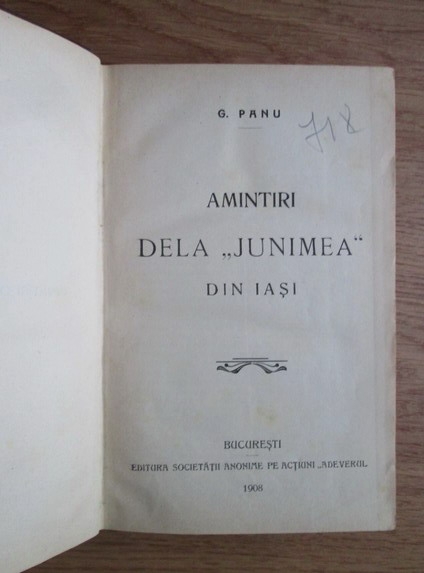 G. PANU
718
AMINTIRI
DELA „JUNIMEA“
DIN IAȘI
BUCUREȘTI
EDITURA SOCIETĂȚII ANONIME PE ACȚIUNI „ADEVERUL
1908